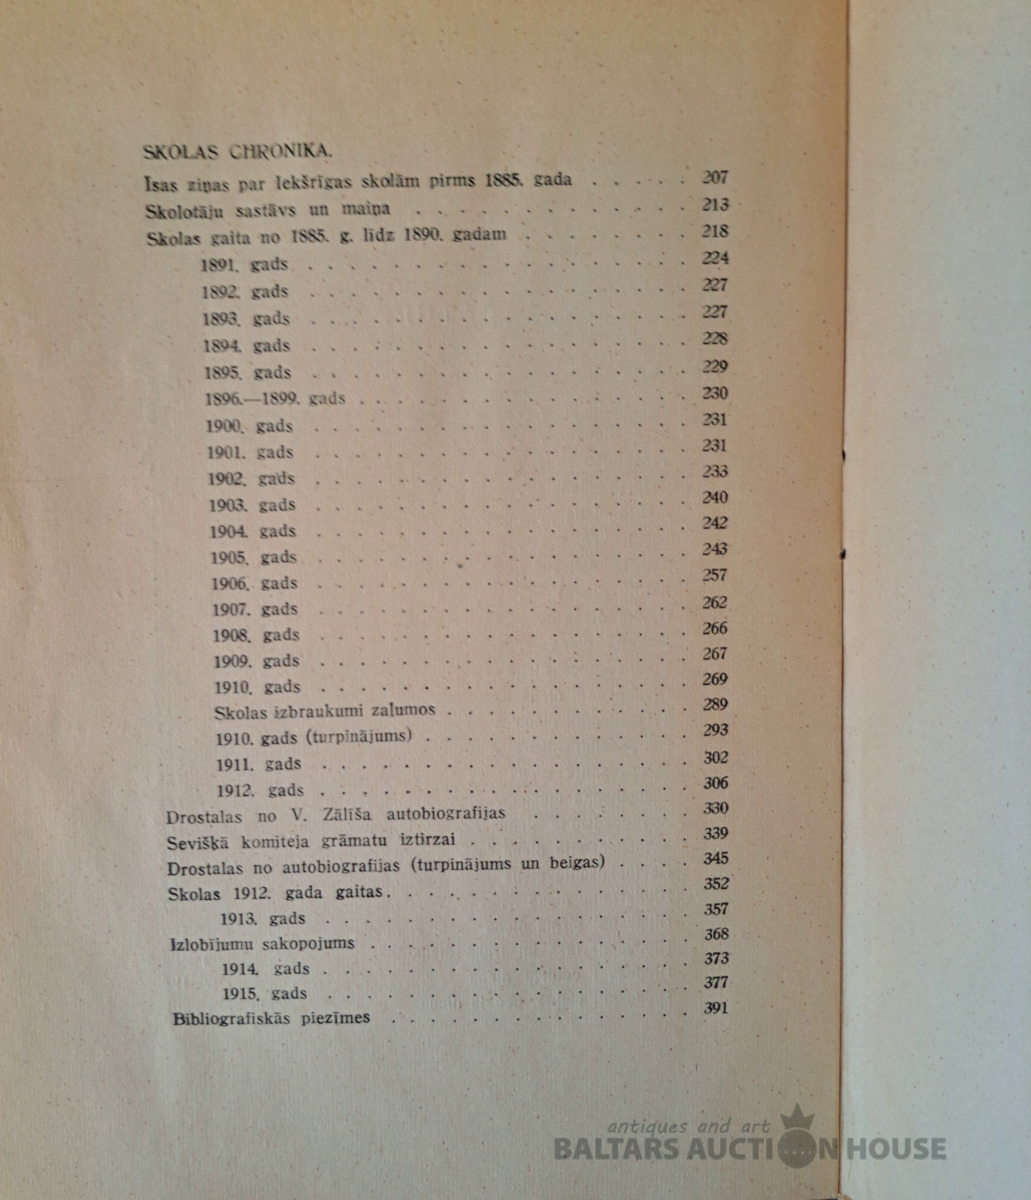 SKOLAS CHRONIKA.
Isas ziņas par Iekšrīgas skolām pirms 1885. gada . . . . . 207
Skolotāju sastāvs un maiņa . . . . . . . . . . . . . 213
Skolas gaita no 1885. g. līdz 1890. gadam . . . . . . . . 218
1891. gads . . . . . . . . . . . . . . . . . . 224
1892. gads . . . . . . . . . . . . . . . . . . 227
1893. gads . . . . . . . . . . . . . . . . . . 227
1894. gads . . . . . . . . . . . . . . . . . . 228
1895. gads . . . . . . . . . . . . . . . . . . 229
1896.—1899. gads . . . . . . . . . . . . . . . 230
1900. gads . . . . . . . . . . . . . . . . . . 231
1901. gads . . . . . . . . . . . . . . . . . . 231
1902. gads . . . . . . . . . . . . . . . . . . 233
1903. gads . . . . . . . . . . . . . . . . . . 240
1904. gads . . . . . . . . . . . . . . . . . . 242
1905. gads . . . . . . . . . . . . . . . . . . 243
1906. gads . . . . . . . . . . . . . . . . . . 257
1907. gads . . . . . . . . . . . . . . . . . . 262
1908. gads . . . . . . . . . . . . . . . . . . 266
1909. gads . . . . . . . . . . . . . . . . . . 267
1910. gads . . . . . . . . . . . . . . . . . . 269
Skolas izbraukumi zaļumos . . . . . . . . . . . . 289
1910. gads (turpinājums) . . . . . . . . . . . . . 293
1911. gads . . . . . . . . . . . . . . . . . . 302
1912. gads . . . . . . . . . . . . . . . . . . 306
Drostalas no V. Zālīša autobiografijas . . . . . . . . 330
Sevišķā komiteja grāmatu iztirzai . . . . . . . . . . . 339
Drostalas no autobiografijas (turpinājums un beigas) . . . . 345
Skolas 1912. gada gaitas . . . . . . . . . . . . . . . 352
1913. gads . . . . . . . . . . . . . . . . . . 357
Izlobījumu sakopojums . . . . . . . . . . . . . . . 368
1914. gads . . . . . . . . . . . . . . . . . . 373
1915. gads . . . . . . . . . . . . . . . . . . 377
Bibliografiskās piezīmes . . . . . . . . . . . . . . . 391
antiques and art
BALTARS AUCTION HOUSE